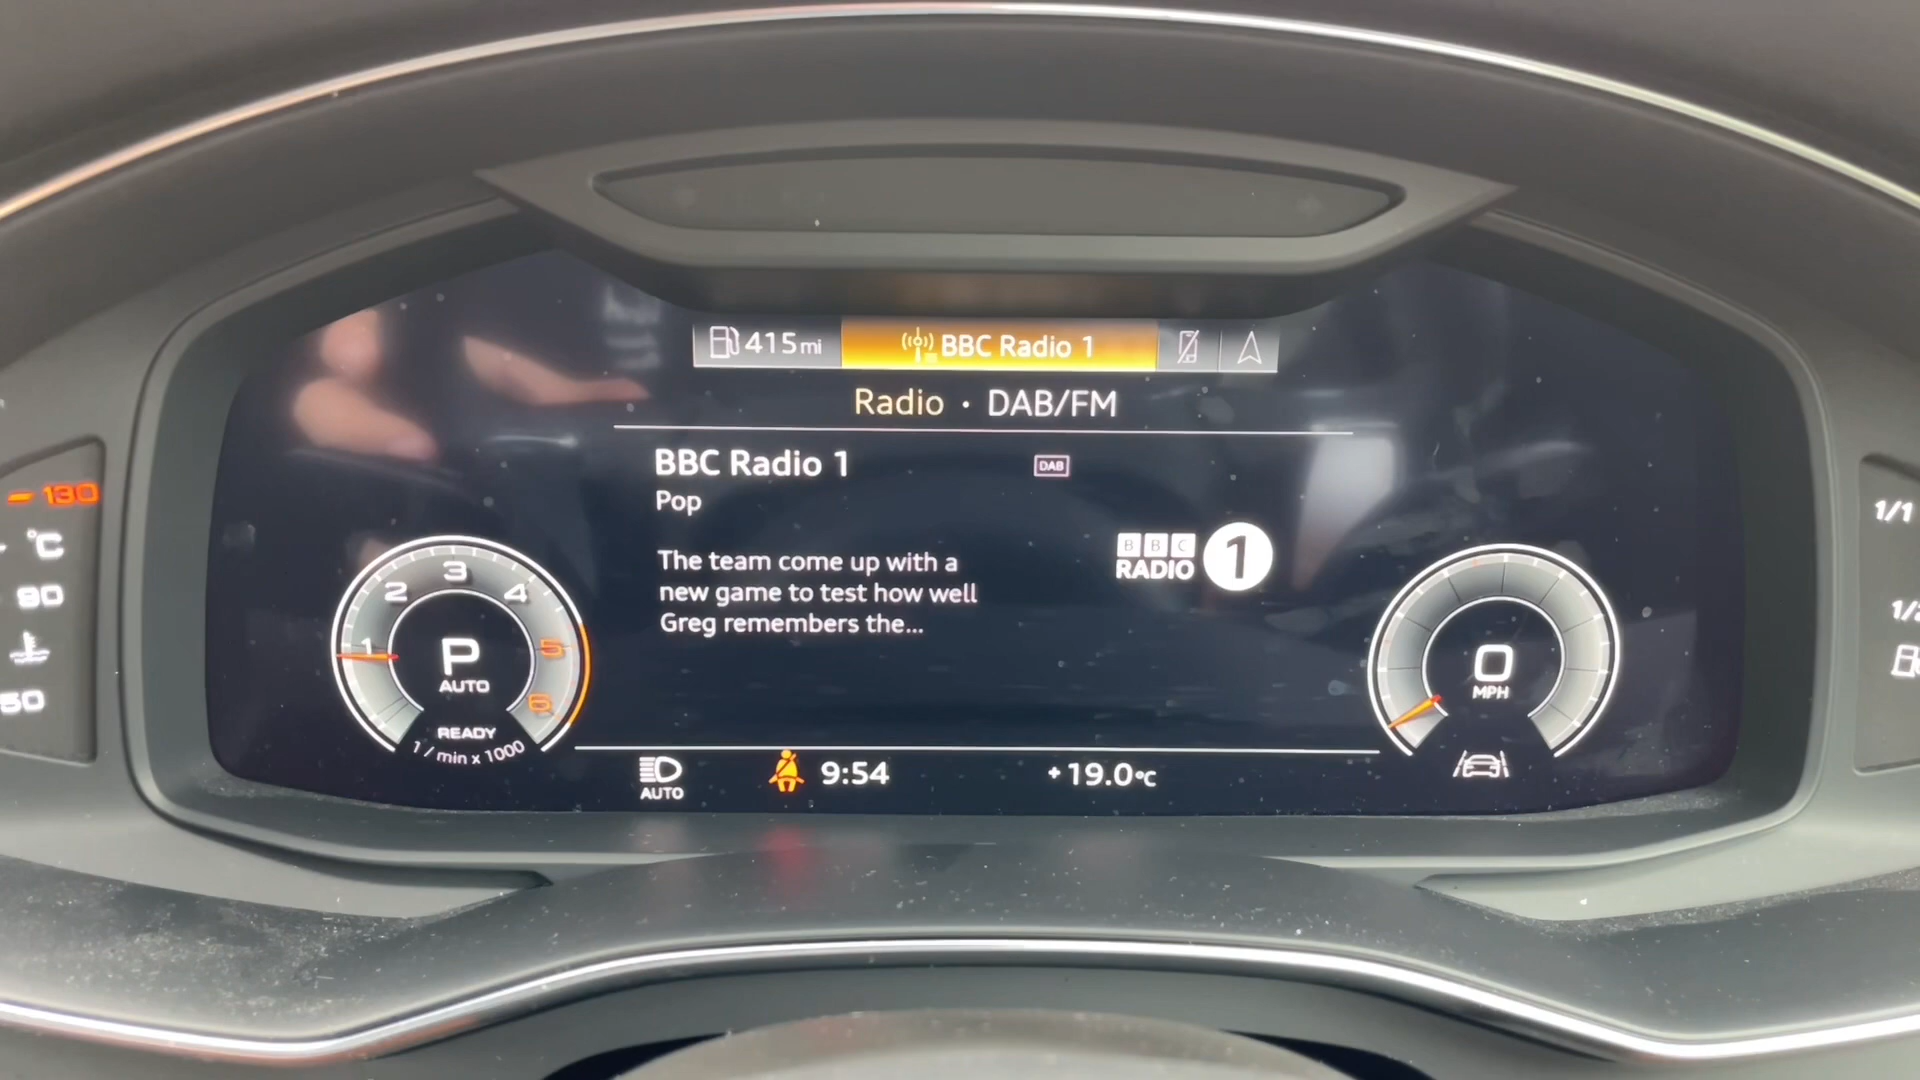 415 mi
BBC Radio 1
Radio • DAB/FM
BBC Radio 1
DAB
Pop
The team come up with a
new game to test how well
Greg remembers the...
BBC
RADIO 1
130
°C
90
50
1
2
3
4
5
6
P
AUTO
READY
1 / min x 1000
0
MPH
AUTO
9:54
+19.0°C
1/1